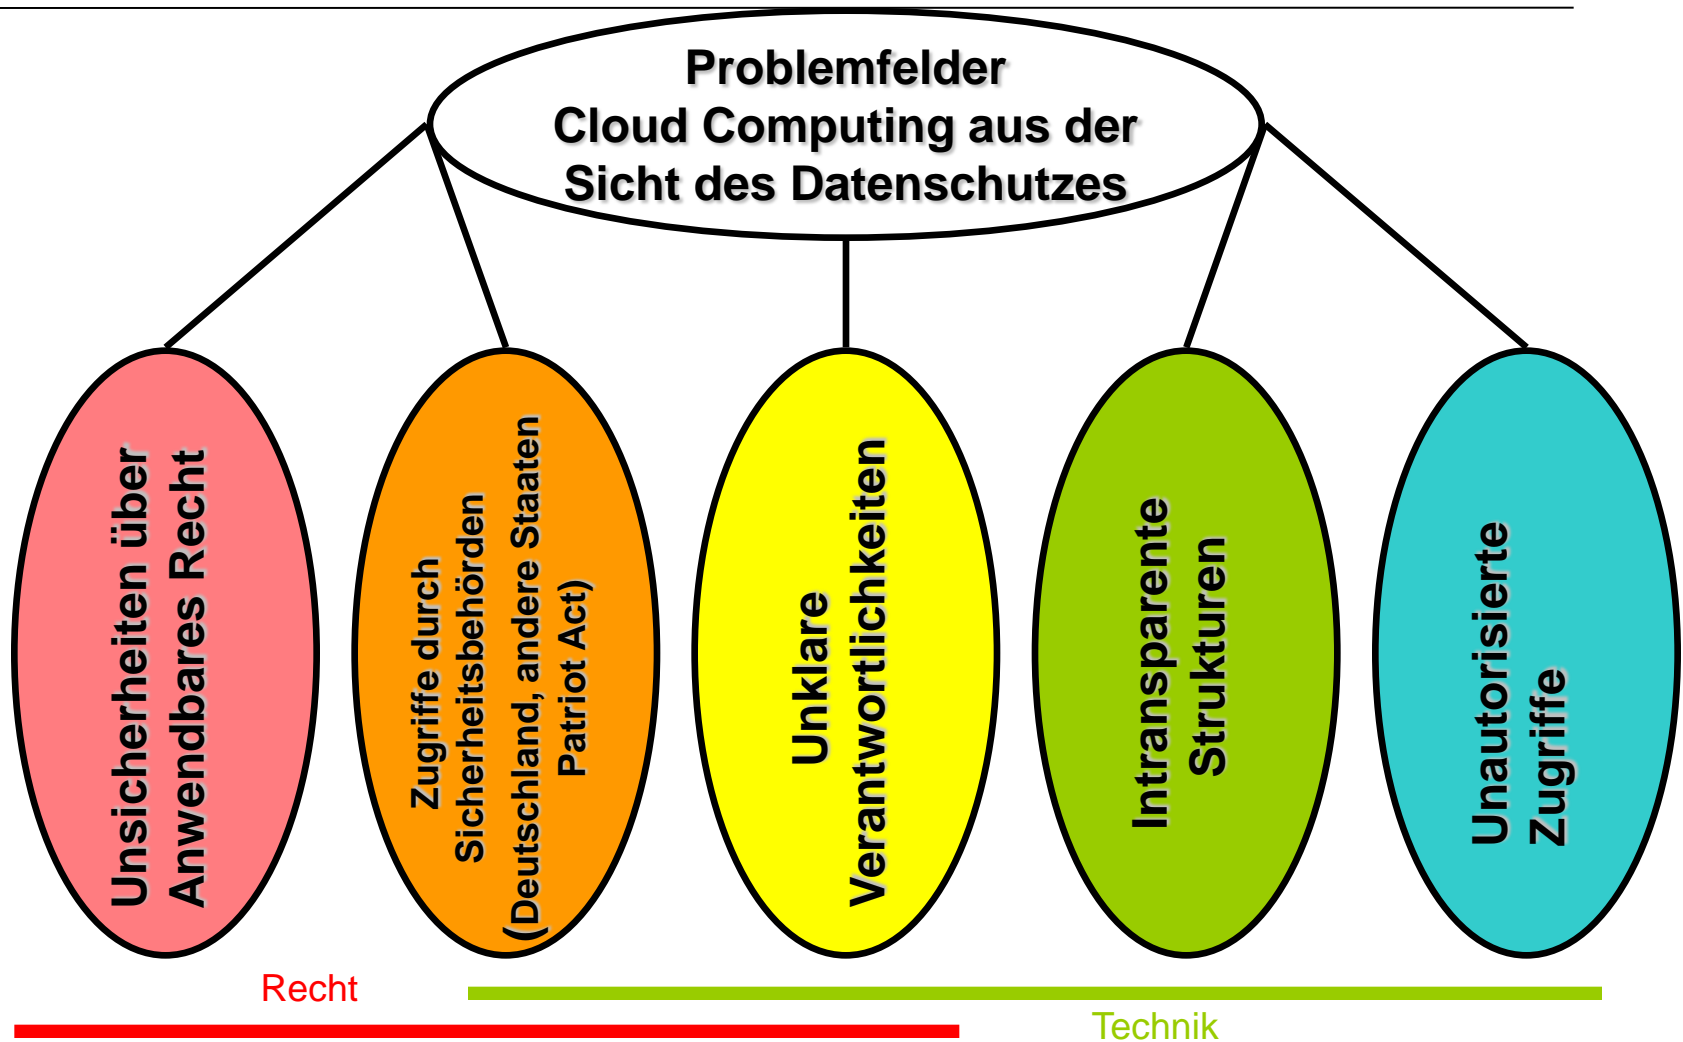 Problemfelder
Cloud Computing aus der
Sicht des Datenschutzes
Unsicherheiten über
Anwendbares Recht
Zugriffe durch
Sicherheitsbehörden
(Deutschland, andere Staaten
Patriot Act)
Unklare
Verantwortlichkeiten
Intransparente
Strukturen
Unautorisierte
Zugriffe
Recht
Technik